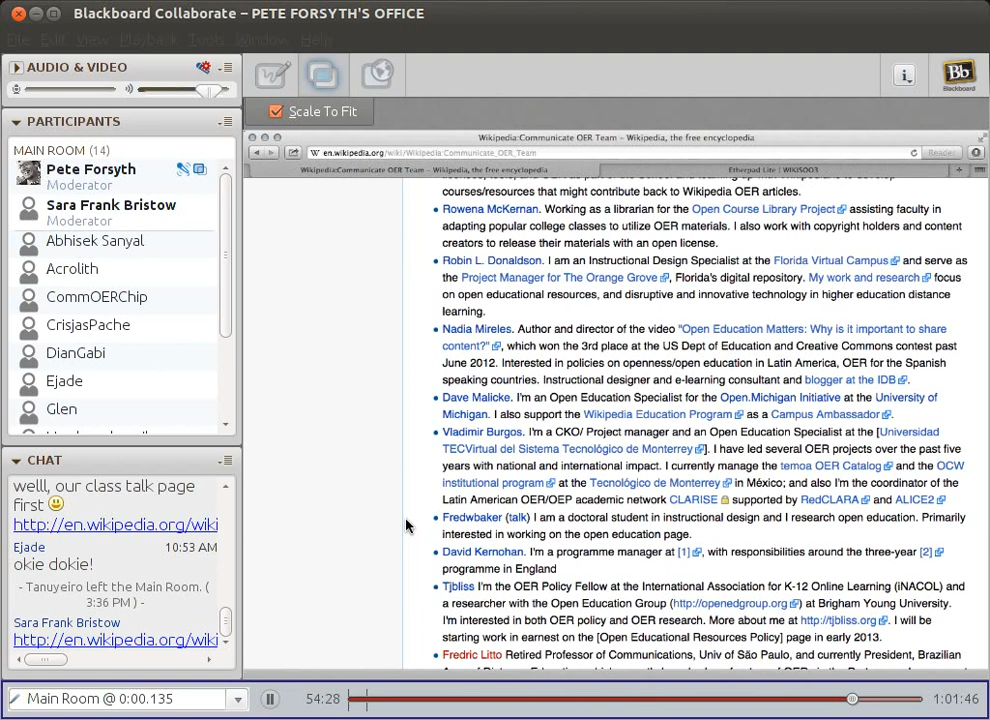 Blackboard Collaborate – PETE FORSYTH'S OFFICE
File Edit View Playback Tools Window Help
AUDIO & VIDEO
PARTICIPANTS
MAIN ROOM (14)
Pete Forsyth
Moderator
Sara Frank Bristow
Moderator
Abhisek Sanyal
Acrolith
CommOERChip
CrisjasPache
DianGabi
Ejade
Glen
CHAT
welll, our class talk page
first
http://en.wikipedia.org/wiki
Ejade 10:53 AM
okie dokie!
- Tanuyeiro left the Main Room. (
3:36 PM ) -
Sara Frank Bristow
http://en.wikipedia.org/wiki
Bb
Blackboard
Scale To Fit
Wikipedia:Communicate OER Team – Wikipedia, the free encyclopedia
W en.wikipedia.org/wiki/Wikipedia:Communicate_OER_Team
Reader
Wikipedia:Communicate OER Team – Wikipedia, the free encyclopedia
Etherpad Lite | WIKISOO3
courses/resources that might contribute back to Wikipedia OER articles.
Rowena McKernan. Working as a librarian for the Open Course Library Project assisting faculty in
adapting popular college classes to utilize OER materials. I also work with copyright holders and content
creators to release their materials with an open license.
Robin L. Donaldson. I am an Instructional Design Specialist at the Florida Virtual Campus and serve as
the Project Manager for The Orange Grove, Florida's digital repository. My work and research focus
on open educational resources, and disruptive and innovative technology in higher education distance
learning.
Nadia Mireles. Author and director of the video "Open Education Matters: Why is it important to share
content?", which won the 3rd place at the US Dept of Education and Creative Commons contest past
June 2012. Interested in policies on openness/open education in Latin America, OER for the Spanish
speaking countries. Instructional designer and e-learning consultant and blogger at the IDB.
Dave Malicke. I'm an Open Education Specialist for the Open.Michigan Initiative at the University of
Michigan. I also support the Wikipedia Education Program as a Campus Ambassador.
Vladimir Burgos. I'm a CKO/ Project manager and an Open Education Specialist at the [Universidad
TECVirtual del Sistema Tecnológico de Monterrey]. I have led several OER projects over the past five
years with national and international impact. I currently manage the temoa OER Catalog and the OCW
institutional program at the Tecnológico de Monterrey in México; and also I'm the coordinator of the
Latin American OER/OEP academic network CLARISE supported by RedCLARA and ALICE2
Fredwbaker (talk) I am a doctoral student in instructional design and I research open education. Primarily
interested in working on the open education page.
David Kernohan. I'm a programme manager at [1], with responsibilities around the three-year [2]
programme in England
Tjbliss I'm the OER Policy Fellow at the International Association for K-12 Online Learning (iNACOL) and
a researcher with the Open Education Group (http://openedgroup.org) at Brigham Young University.
I'm interested in both OER policy and OER research. More about me at http://tjbliss.org. I will be
starting work in earnest on the [Open Educational Resources Policy] page in early 2013.
Fredric Litto Retired Professor of Communications, Univ of São Paulo, and currently President, Brazilian
Main Room @ 0:00.135
54:28
1:01:46